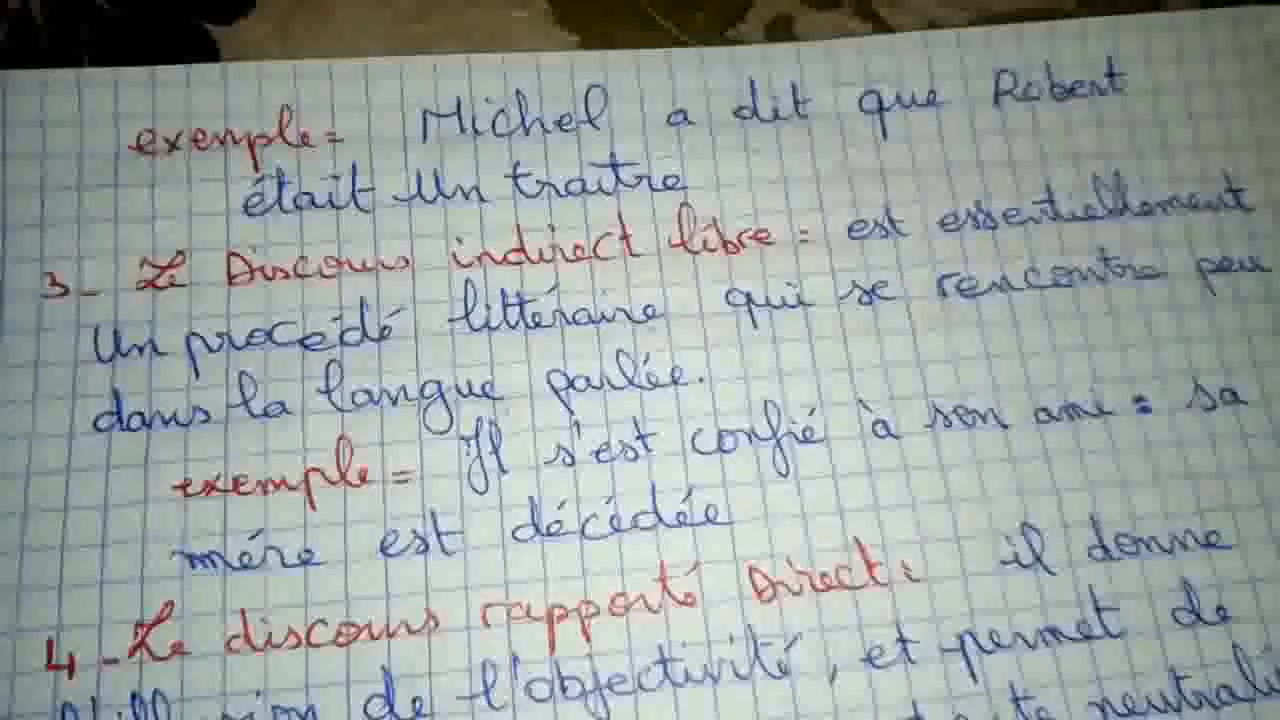 exemple = Michel a dit que Robert
était un traitre
3- Le Discours indirect libre : est essentiellement
un procédé littéraire qui se rencontre peu
dans la langue parlée.
exemple = Il s'est confié à son ami : sa
mére est décédée
4-Le discours rapporté Direct : il donne
de l'objectivité, et permet de
neutrali